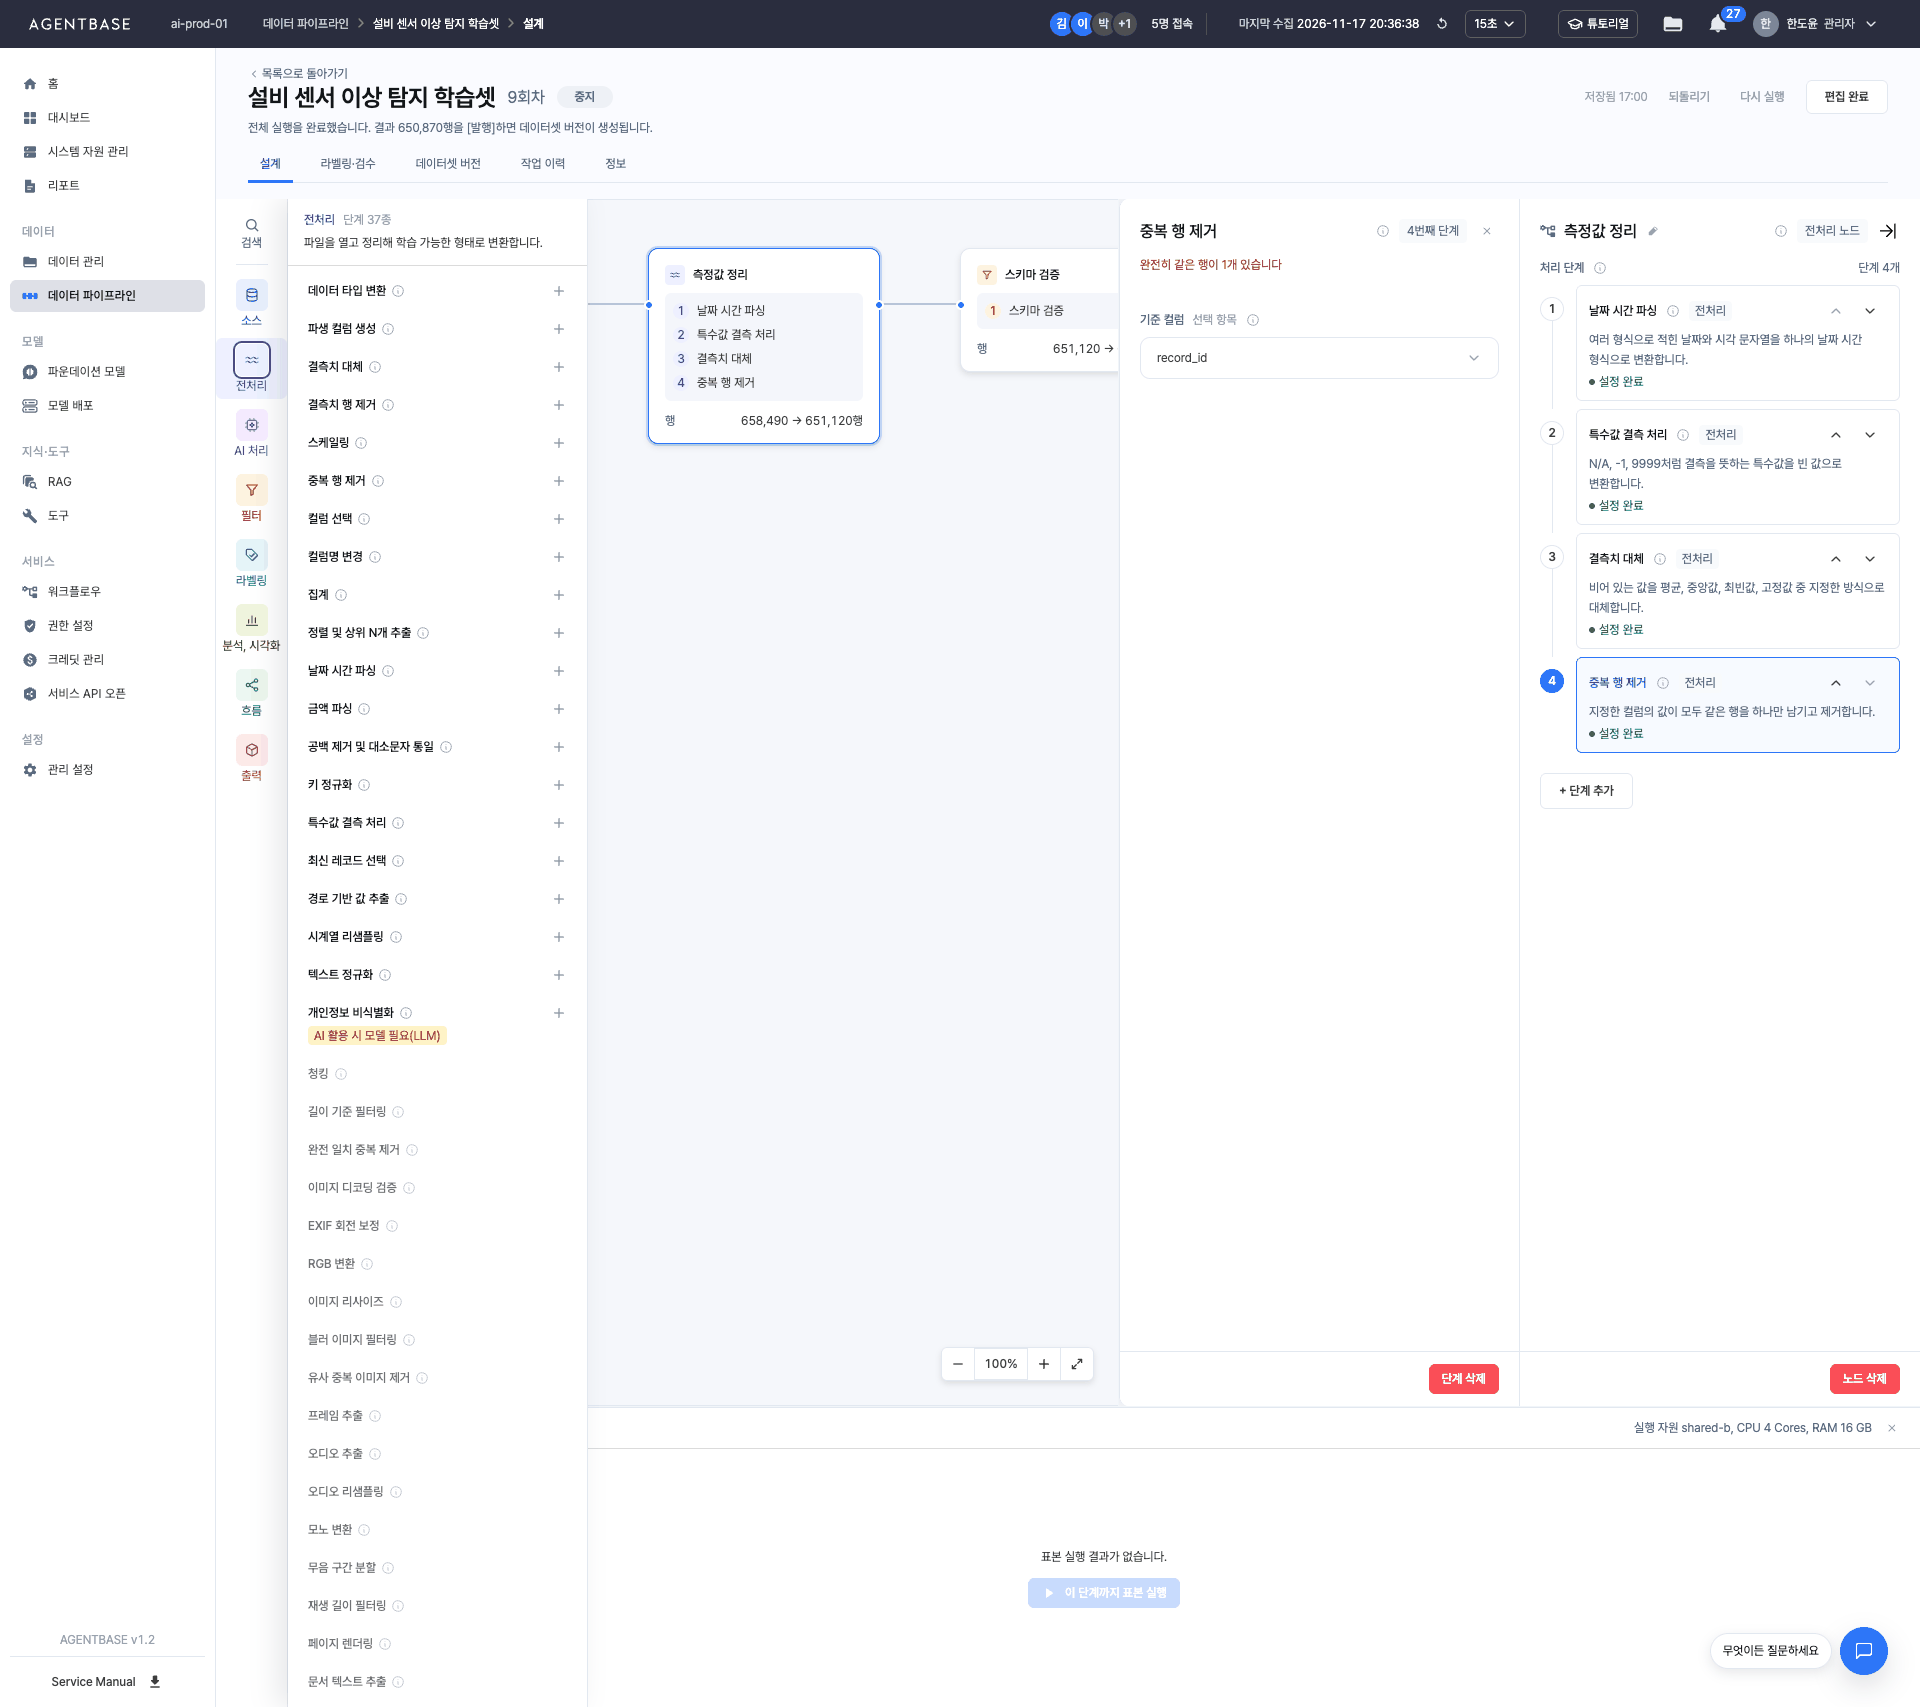 AGENTBASE
ai-prod-01
데이터 파이프라인 > 설비 센서 이상 탐지 학습셋 > 설계
김 이 박 +1 5명 접속
마지막 수집 2026-11-17 20:36:38
15초
튜토리얼
27
한 한도윤 관리자
홈
대시보드
시스템 자원 관리
리포트
데이터
데이터 관리
데이터 파이프라인
모델
파운데이션 모델
모델 배포
지식·도구
RAG
도구
서비스
워크플로우
권한 설정
크레딧 관리
서비스 API 오픈
설정
관리 설정
AGENTBASE v1.2
Service Manual
목록으로 돌아가기
설비 센서 이상 탐지 학습셋 9회차 중지
전체 실행을 완료했습니다. 결과 650,870행을 [발행]하면 데이터셋 버전이 생성됩니다.
저장됨 17:00 되돌리기 다시 실행 편집 완료
설계 라벨링·검수 데이터셋 버전 작업 이력 정보
검색
소스
전처리
AI 처리
필터
라벨링
분석, 시각화
흐름
출력
전처리 단계 37종
파일을 열고 정리해 학습 가능한 형태로 변환합니다.
데이터 타입 변환
파생 컬럼 생성
결측치 대체
결측치 행 제거
스케일링
중복 행 제거
컬럼 선택
컬럼명 변경
집계
정렬 및 상위 N개 추출
날짜 시간 파싱
금액 파싱
공백 제거 및 대소문자 통일
키 정규화
특수값 결측 처리
최신 레코드 선택
경로 기반 값 추출
시계열 리샘플링
텍스트 정규화
개인정보 비식별화
AI 활용 시 모델 필요(LLM)
청킹
길이 기준 필터링
완전 일치 중복 제거
이미지 디코딩 검증
EXIF 회전 보정
RGB 변환
이미지 리사이즈
블러 이미지 필터링
유사 중복 이미지 제거
프레임 추출
오디오 추출
오디오 리샘플링
모노 변환
무음 구간 분할
재생 길이 필터링
페이지 렌더링
문서 텍스트 추출
측정값 정리
1 날짜 시간 파싱
2 특수값 결측 처리
3 결측치 대체
4 중복 행 제거
행 658,490 → 651,120행
스키마 검증
1 스키마 검증
행 651,120 →
100%
중복 행 제거 4번째 단계
완전히 같은 행이 1개 있습니다
기준 컬럼 선택 항목
record_id
단계 삭제
측정값 정리 전처리 노드
처리 단계 단계 4개
1 날짜 시간 파싱 전처리
여러 형식으로 적힌 날짜와 시각 문자열을 하나의 날짜 시간
형식으로 변환합니다.
설정 완료
2 특수값 결측 처리 전처리
N/A, -1, 9999처럼 결측을 뜻하는 특수값을 빈 값으로
변환합니다.
설정 완료
3 결측치 대체 전처리
비어 있는 값을 평균, 중앙값, 최빈값, 고정값 중 지정한 방식으로
대체합니다.
설정 완료
4 중복 행 제거 전처리
지정한 컬럼의 값이 모두 같은 행을 하나만 남기고 제거합니다.
설정 완료
+ 단계 추가
노드 삭제
실행 자원 shared-b, CPU 4 Cores, RAM 16 GB
표본 실행 결과가 없습니다.
이 단계까지 표본 실행
무엇이든 질문하세요